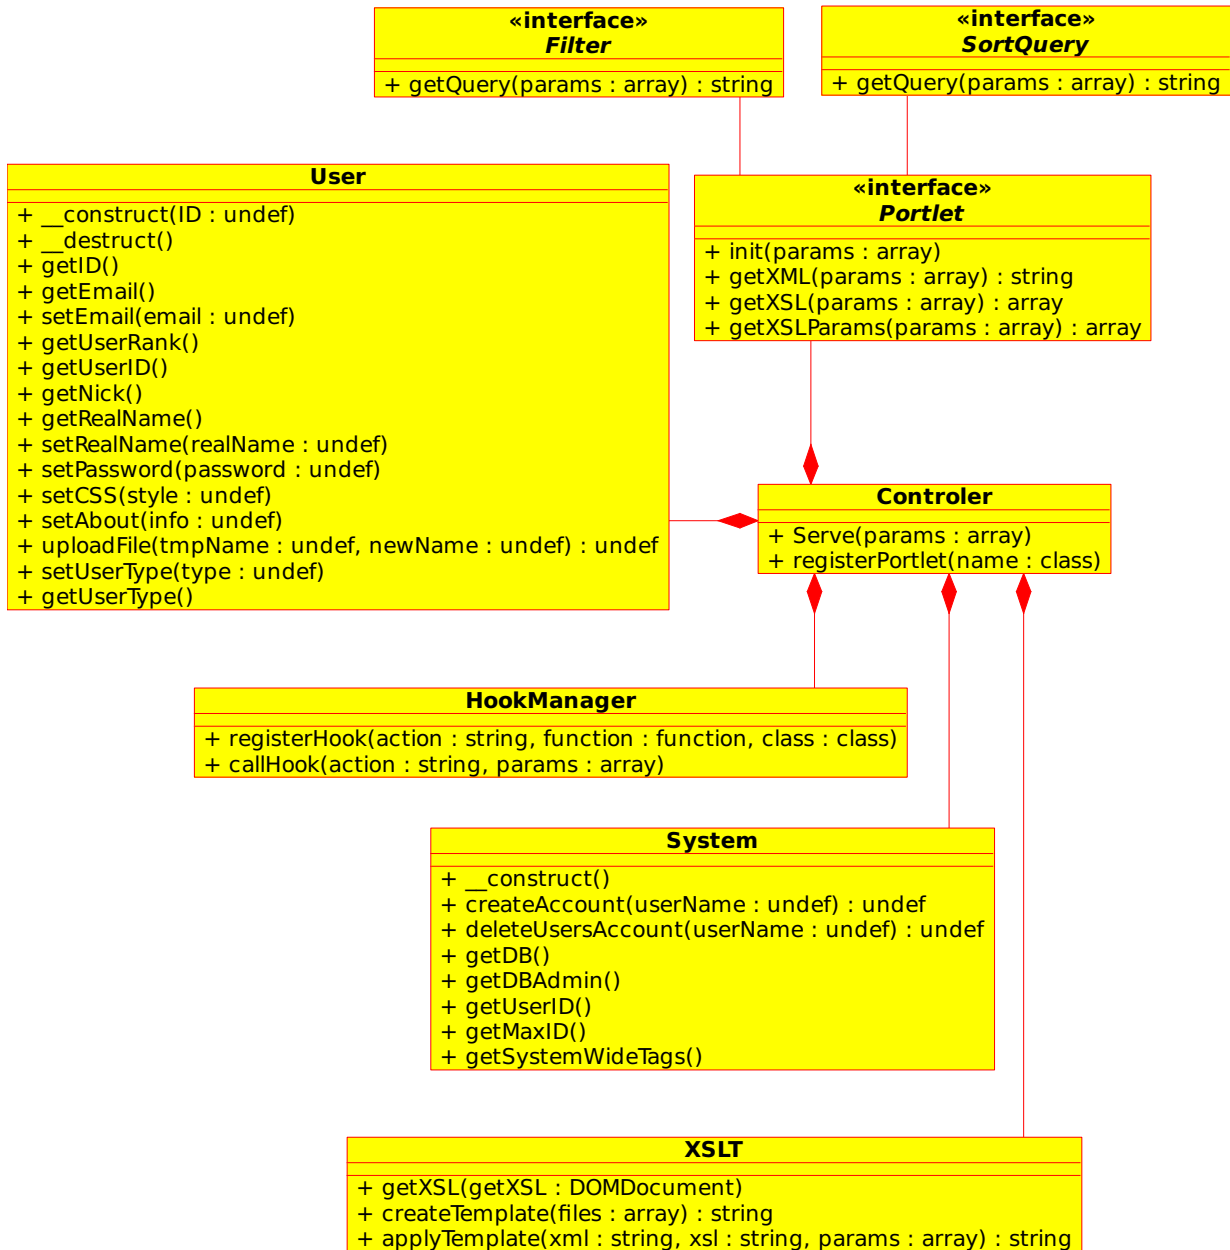 «interface»
Filter
+ getQuery(params : array) : string
«interface»
SortQuery
+ getQuery(params : array) : string
User
+ __construct(ID : undef)
+ __destruct()
+ getID()
+ getEmail()
+ setEmail(email : undef)
+ getUserRank()
+ getUserID()
+ getNick()
+ getRealName()
+ setRealName(realName : undef)
+ setPassword(password : undef)
+ setCSS(style : undef)
+ setAbout(info : undef)
+ uploadFile(tmpName : undef, newName : undef) : undef
+ setUserType(type : undef)
+ getUserType()
«interface»
Portlet
+ init(params : array)
+ getXML(params : array) : string
+ getXSL(params : array) : array
+ getXSLParams(params : array) : array
Controler
+ Serve(params : array)
+ registerPortlet(name : class)
HookManager
+ registerHook(action : string, function : function, class : class)
+ callHook(action : string, params : array)
System
+ __construct()
+ createAccount(userName : undef) : undef
+ deleteUsersAccount(userName : undef) : undef
+ getDB()
+ getDBAdmin()
+ getUserID()
+ getMaxID()
+ getSystemWideTags()
XSLT
+ getXSL(getXSL : DOMDocument)
+ createTemplate(files : array) : string
+ applyTemplate(xml : string, xsl : string, params : array) : string